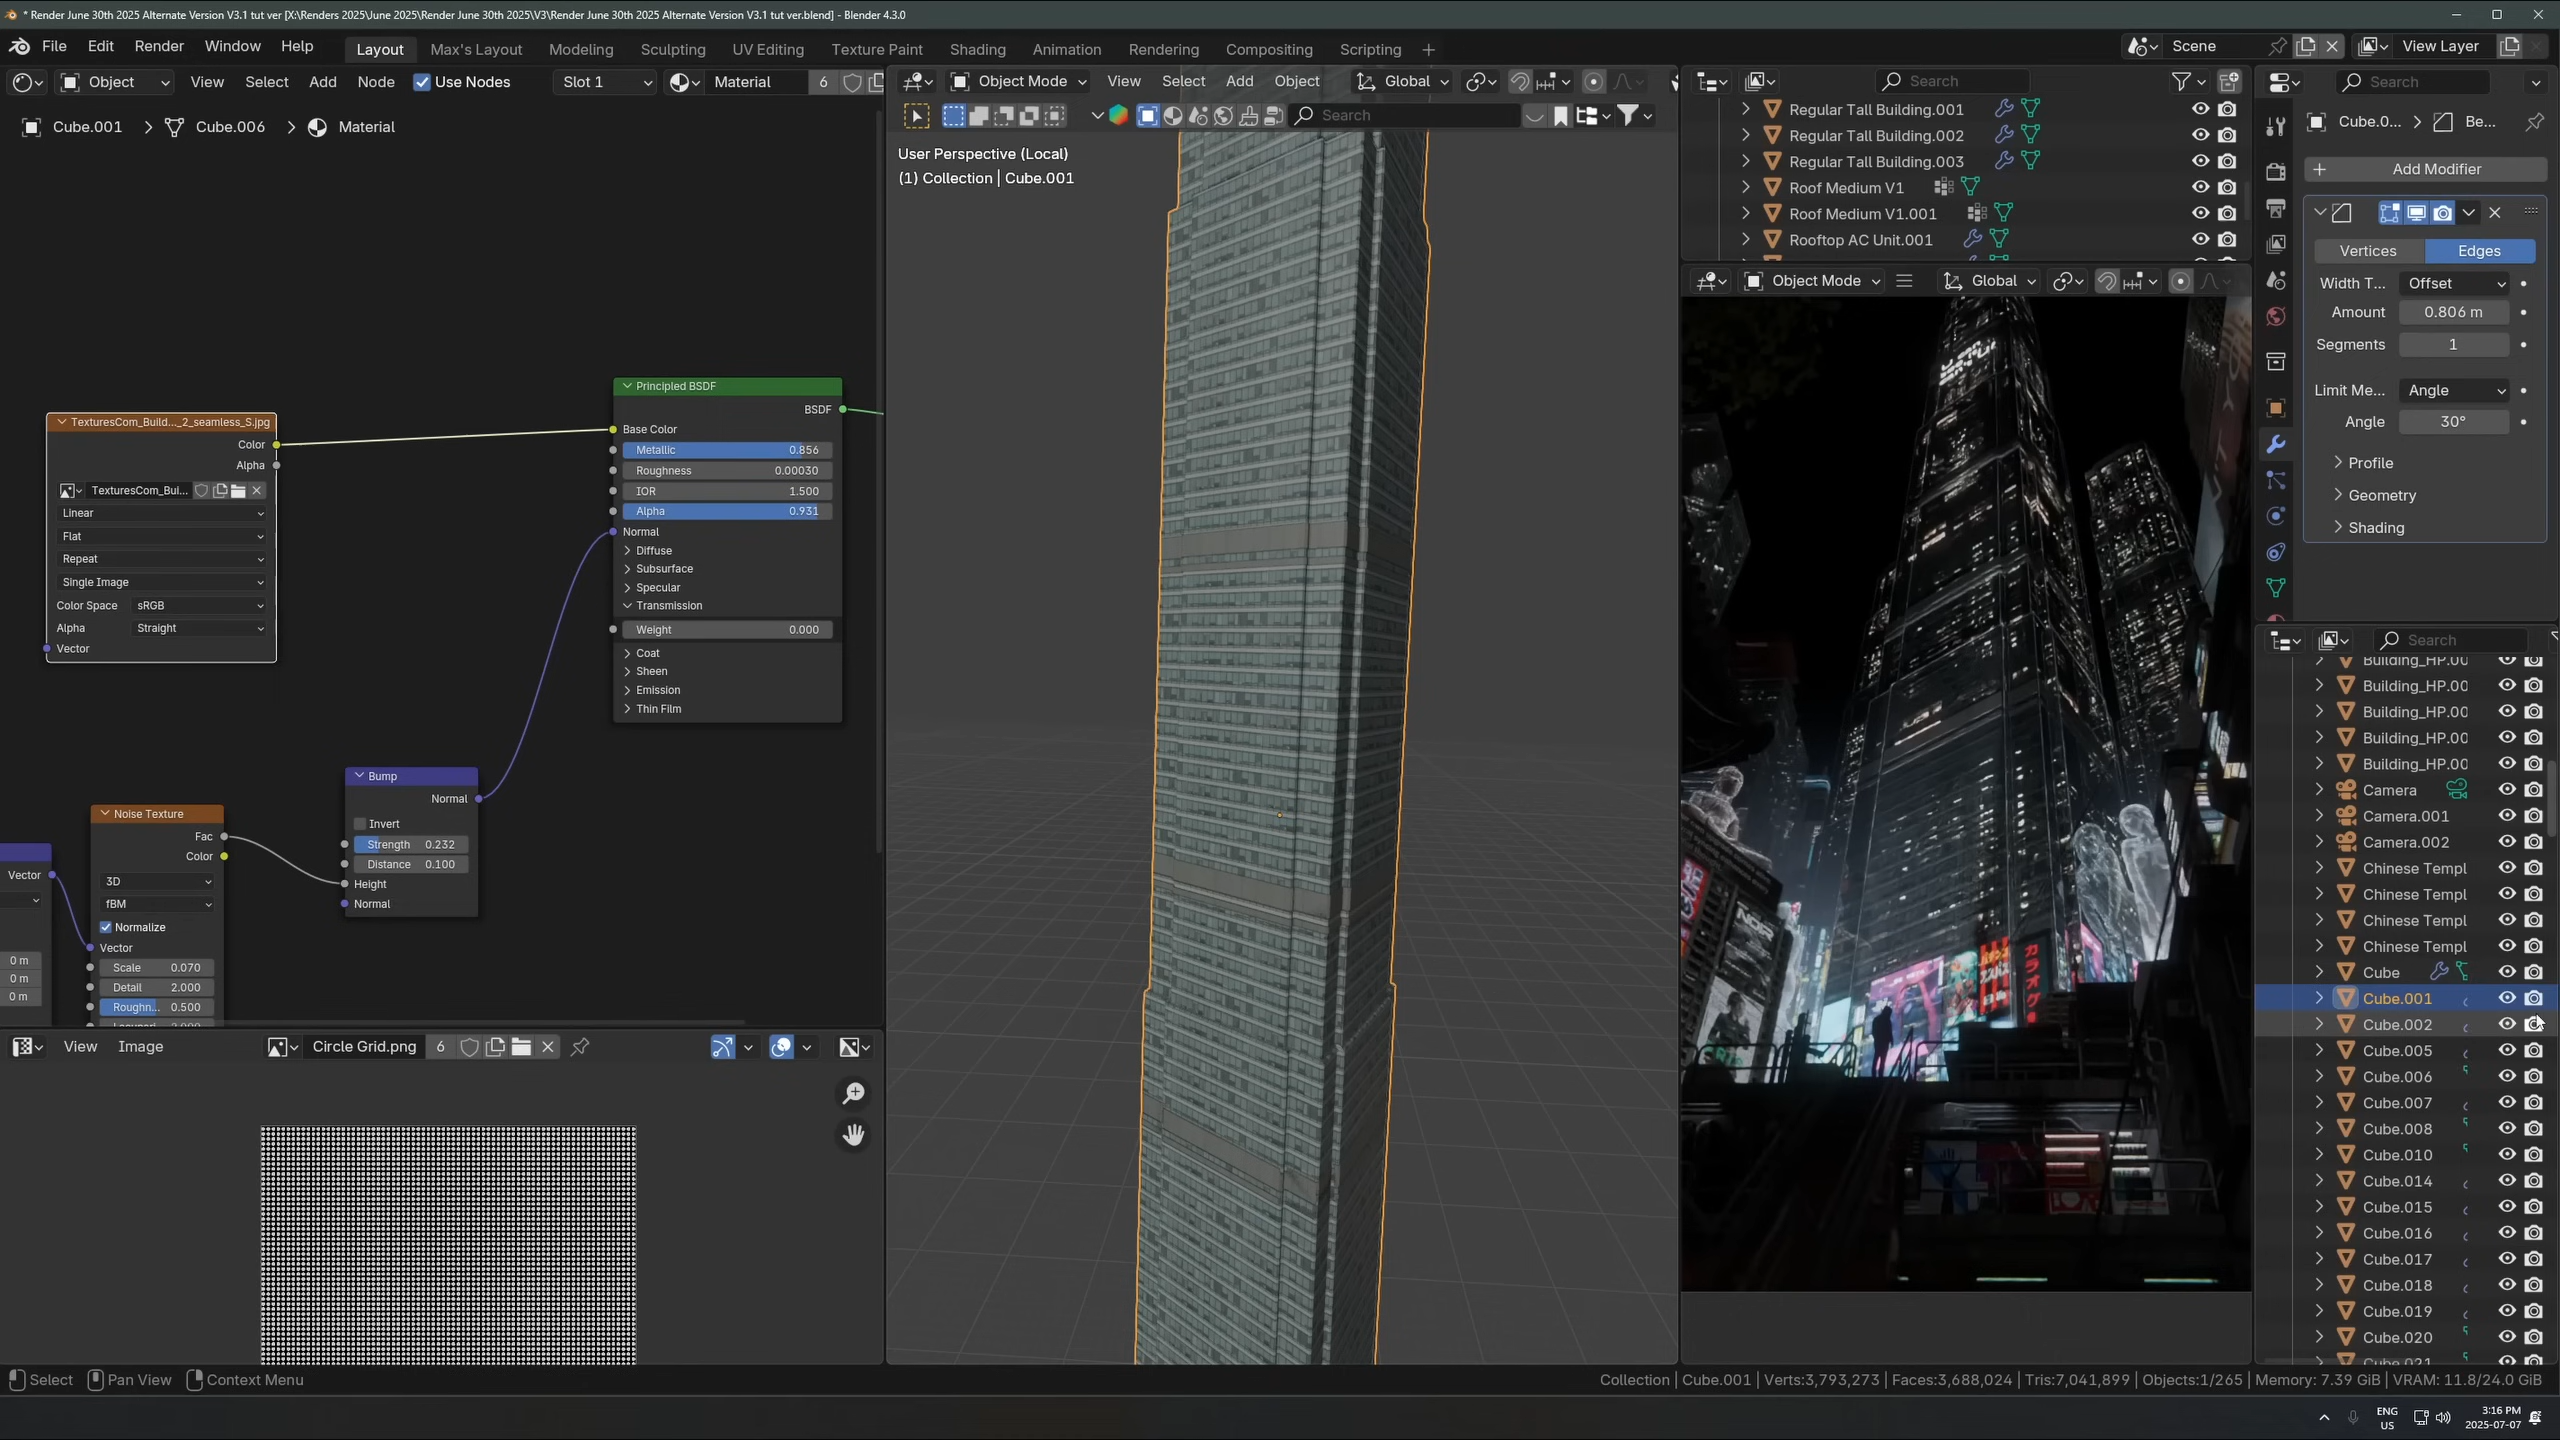 * Render June 30th 2025 Alternate Version V3.1 tut ver [X:\Renders 2025\June 2025\Render June 30th 2025\V3\Render June 30th 2025 Alternate Version V3.1 tut ver.blend] - Blender 4.3.0
File Edit Render Window Help Layout Max's Layout Modeling Sculpting UV Editing Texture Paint Shading Animation Rendering Compositing Scripting + Scene View Layer
Object View Select Add Node Use Nodes Slot 1 Material 6
Cube.001 > Cube.006 > Material
TexturesCom_Build..._2_seamless_S.jpg
Color
Alpha
TexturesCom_Bui...
Linear
Flat
Repeat
Single Image
Color Space sRGB
Alpha Straight
Vector
Principled BSDF
BSDF
Base Color
Metallic 0.856
Roughness 0.00030
IOR 1.500
Alpha 0.931
Normal
Diffuse
Subsurface
Specular
Transmission
Weight 0.000
Coat
Sheen
Emission
Thin Film
Bump
Normal
Invert
Strength 0.232
Distance 0.100
Height
Normal
Noise Texture
Fac
Color
3D
fBM
Normalize
Vector
Scale 0.070
Detail 2.000
Roughn... 0.500
Vector
0 m
0 m
0 m
View Image Circle Grid.png 6
Object Mode View Select Add Object Global
Search
User Perspective (Local)
(1) Collection | Cube.001
Search
Regular Tall Building.001
Regular Tall Building.002
Regular Tall Building.003
Roof Medium V1
Roof Medium V1.001
Rooftop AC Unit.001
Object Mode Global
NOIR
カラオケ
Search
Cube.0... > Be...
+ Add Modifier
Vertices Edges
Width T... Offset
Amount 0.806 m
Segments 1
Limit Me... Angle
Angle 30°
Profile
Geometry
Shading
Search
Building_HP.00
Building_HP.00
Building_HP.00
Building_HP.00
Building_HP.00
Camera
Camera.001
Camera.002
Chinese Templ
Chinese Templ
Chinese Templ
Chinese Templ
Cube
Cube.001
Cube.002
Cube.005
Cube.006
Cube.007
Cube.008
Cube.010
Cube.014
Cube.015
Cube.016
Cube.017
Cube.018
Cube.019
Cube.020
Cube.021
Select Pan View Context Menu
Collection | Cube.001 | Verts:3,793,273 | Faces:3,688,024 | Tris:7,041,899 | Objects:1/265 | Memory: 7.39 GiB | VRAM: 11.8/24.0 GiB
ENG
US
3:16 PM
2025-07-07